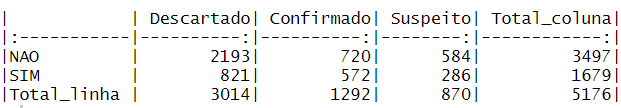 |           | Descartado| Confirmado| Suspeito| Total_coluna|
|:-----------|----------:|----------:|--------:|------------:|
|NAO         |       2193|        720|      584|         3497|
|SIM         |        821|        572|      286|         1679|
|Total_linha |       3014|       1292|      870|         5176|